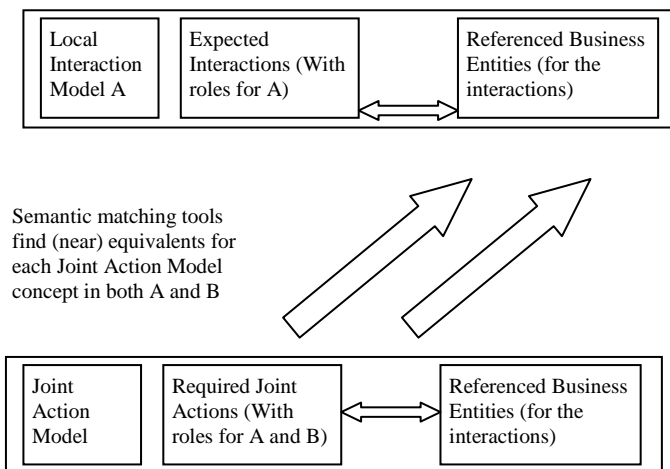 Local
Interaction
Model A
Expected
Interactions (With
roles for A)
Referenced Business
Entities (for the
interactions)
Semantic matching tools
find (near) equivalents for
each Joint Action Model
concept in both A and B
Joint
Action
Model
Required Joint
Actions (With
roles for A and B)
Referenced Business
Entities (for the
interactions)